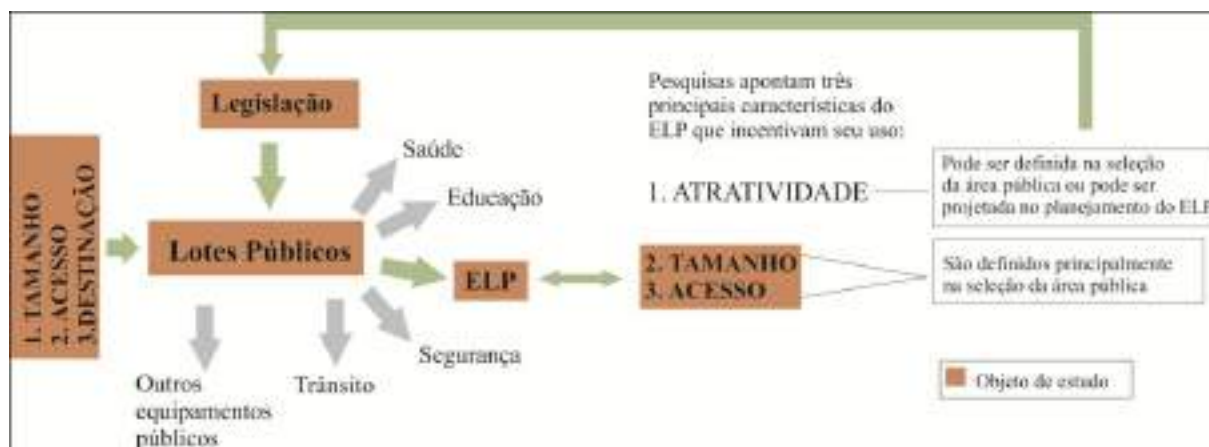 Legislação
Pesquisas apontam três
principais características do
ELP que incentivam seu uso:
Saúde
Educação
1. ATRATIVIDADE
Pode ser definida na seleção
da área pública ou pode ser
projetada no planejamento do ELP
1. TAMANHO
2. ACESSO
3.DESTINAÇÃO
Lotes Públicos
ELP
2. TAMANHO
3. ACESSO
São definidos principalmente
na seleção da área pública
Segurança
Trânsito
Outros
equipamentos
públicos
Objeto de estudo